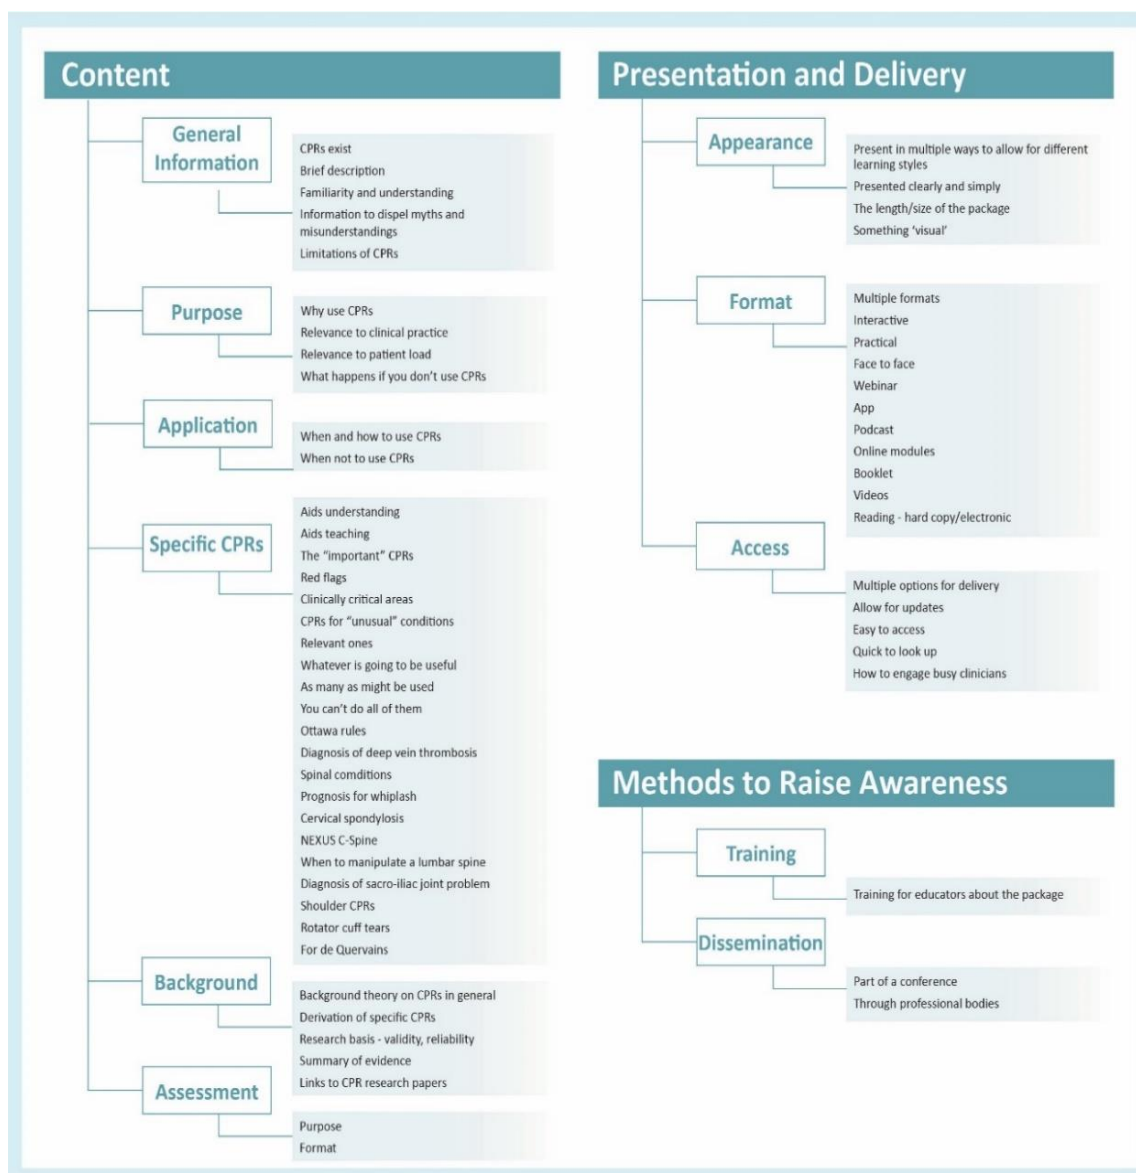 Content
General
Information
CPRs exist
Brief description
Familiarity and understanding
Information to dispel myths and
misunderstandings
Limitations of CPRs
Purpose
Why use CPRs
Relevance to clinical practice
Relevance to patient load
What happens if you don’t use CPRs
Application
When and how to use CPRs
When not to use CPRs
Specific CPRs
Aids understanding
Aids teaching
The “important” CPRs
Red flags
Clinically critical areas
CPRs for “unusual” conditions
Relevant ones
Whatever is going to be useful
As many as might be used
You can’t do all of them
Ottawa rules
Diagnosis of deep vein thrombosis
Spinal comditions
Prognosis for whiplash
Cervical spondylosis
NEXUS C-Spine
When to manipulate a lumbar spine
Diagnosis of sacro-iliac joint problem
Shoulder CPRs
Rotator cuff tears
For de Quervains
Background
Background theory on CPRs in general
Derivation of specific CPRs
Research basis - validity, reliability
Summary of evidence
Links to CPR research papers
Assessment
Purpose
Format
Presentation and Delivery
Appearance
Present in multiple ways to allow for different
learning styles
Presented clearly and simply
The length/size of the package
Something ‘visual’
Format
Multiple formats
Interactive
Practical
Face to face
Webinar
App
Podcast
Online modules
Booklet
Videos
Reading - hard copy/electronic
Access
Multiple options for delivery
Allow for updates
Easy to access
Quick to look up
How to engage busy clinicians
Methods to Raise Awareness
Training
Training for educators about the package
Dissemination
Part of a conference
Through professional bodies